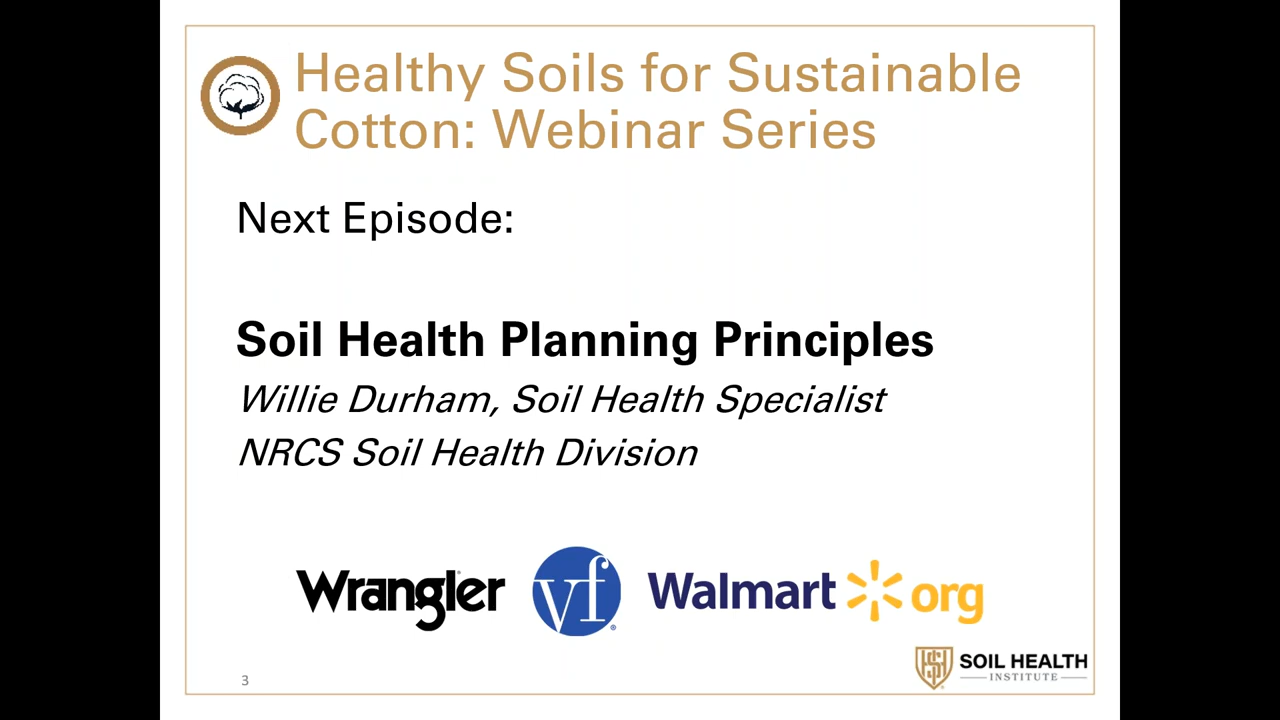 Healthy Soils for Sustainable
Cotton: Webinar Series
Next Episode:
Soil Health Planning Principles
Willie Durham, Soil Health Specialist
NRCS Soil Health Division
Wrangler vf Walmart org
SOIL HEALTH
INSTITUTE
3